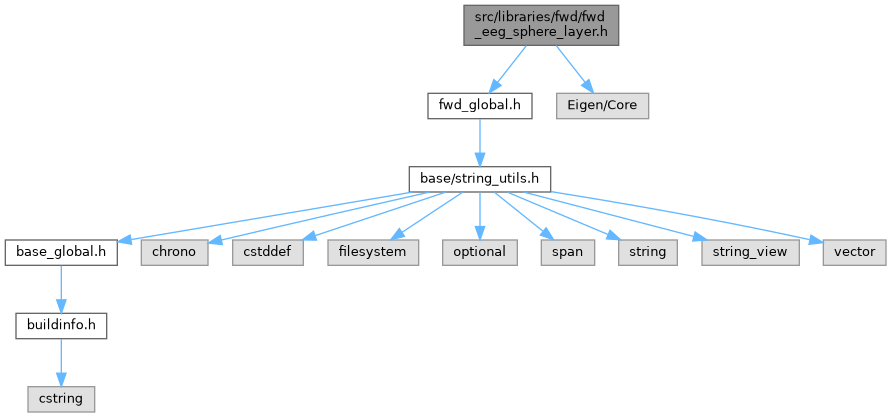 src/libraries/fwd/fwd
_eeg_sphere_layer.h
fwd_global.h
Eigen/Core
base/string_utils.h
base_global.h
chrono
cstddef
filesystem
optional
span
string
string_view
vector
buildinfo.h
cstring